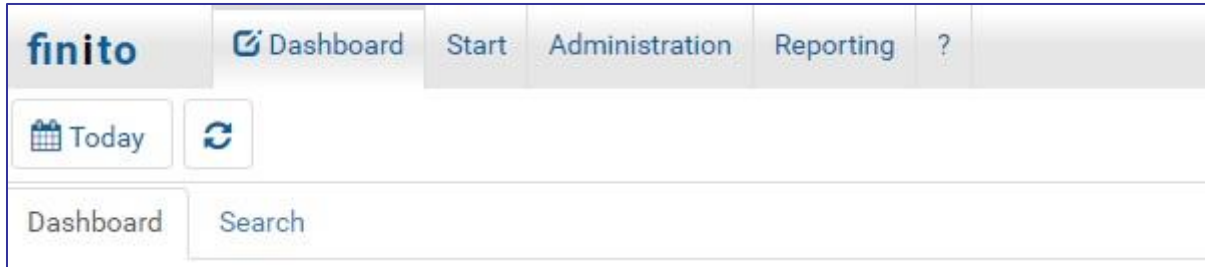 finito Dashboard Start Administration Reporting ?
Today
Dashboard Search